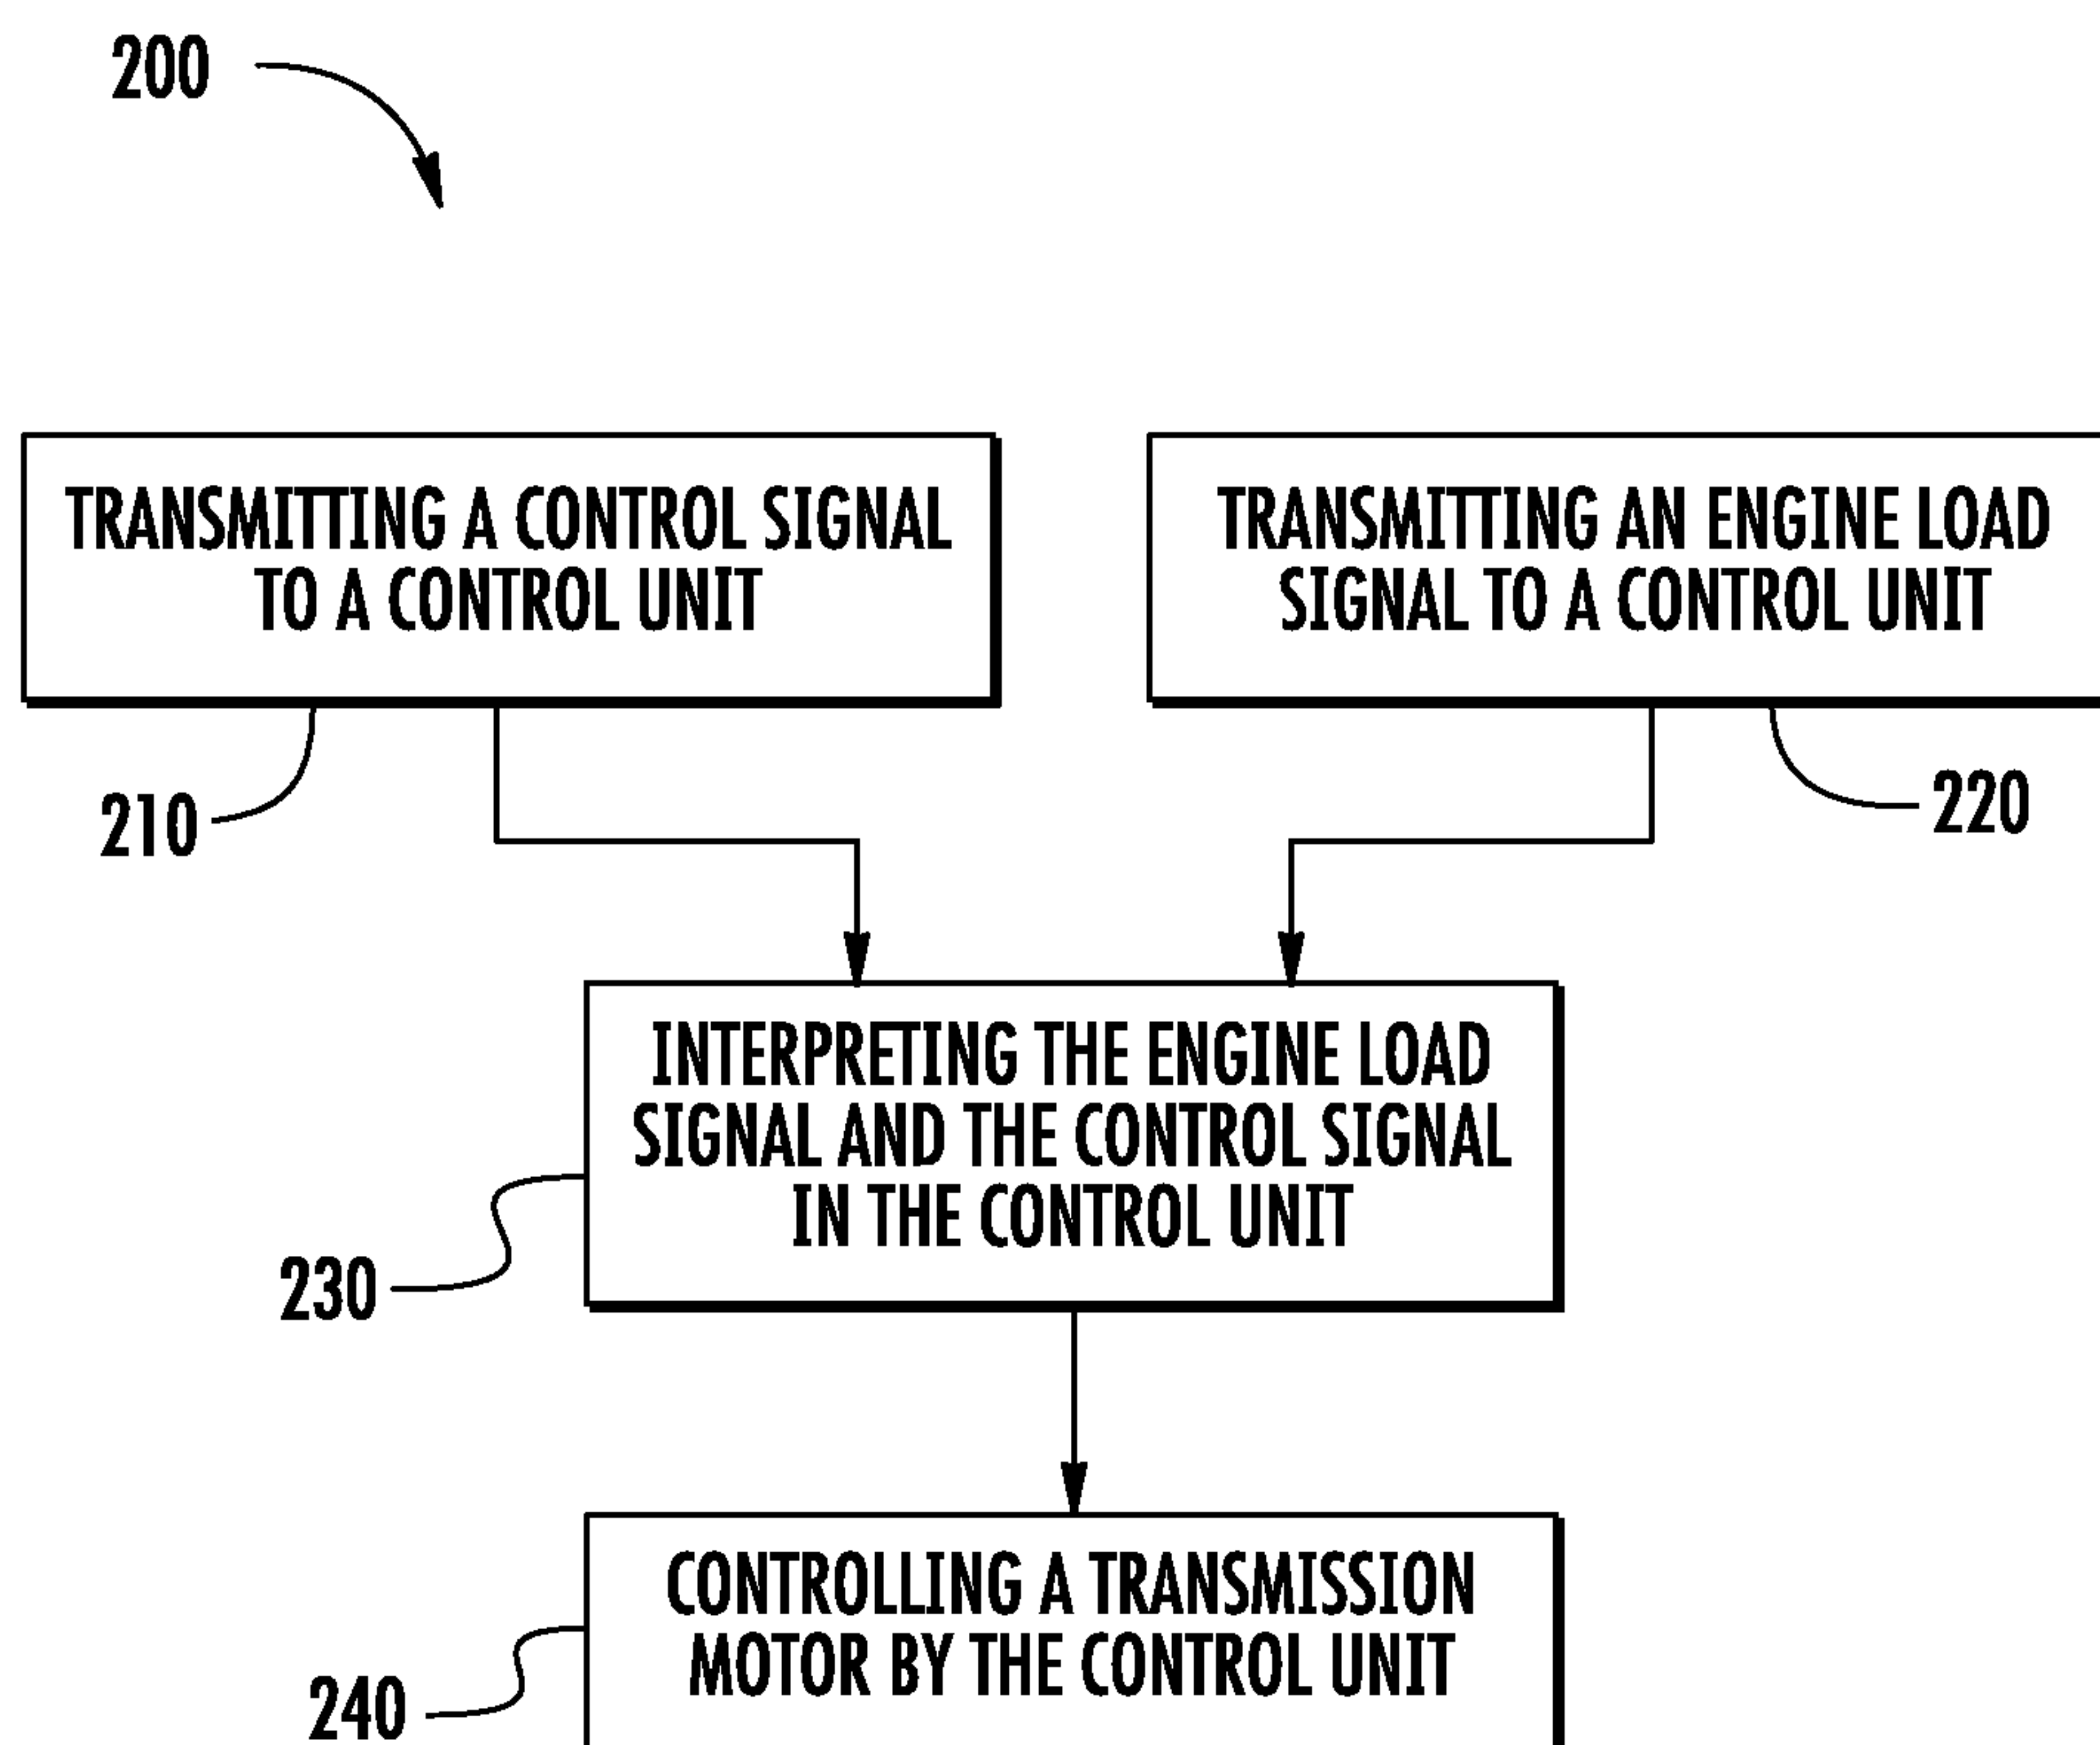 200
TRANSMITTING A CONTROL SIGNAL
TO A CONTROL UNIT
TRANSMITTING AN ENGINE LOAD
SIGNAL TO A CONTROL UNIT
210
220
INTERPRETING THE ENGINE LOAD
SIGNAL AND THE CONTROL SIGNAL
IN THE CONTROL UNIT
230
CONTROLLING A TRANSMISSION
MOTOR BY THE CONTROL UNIT
240